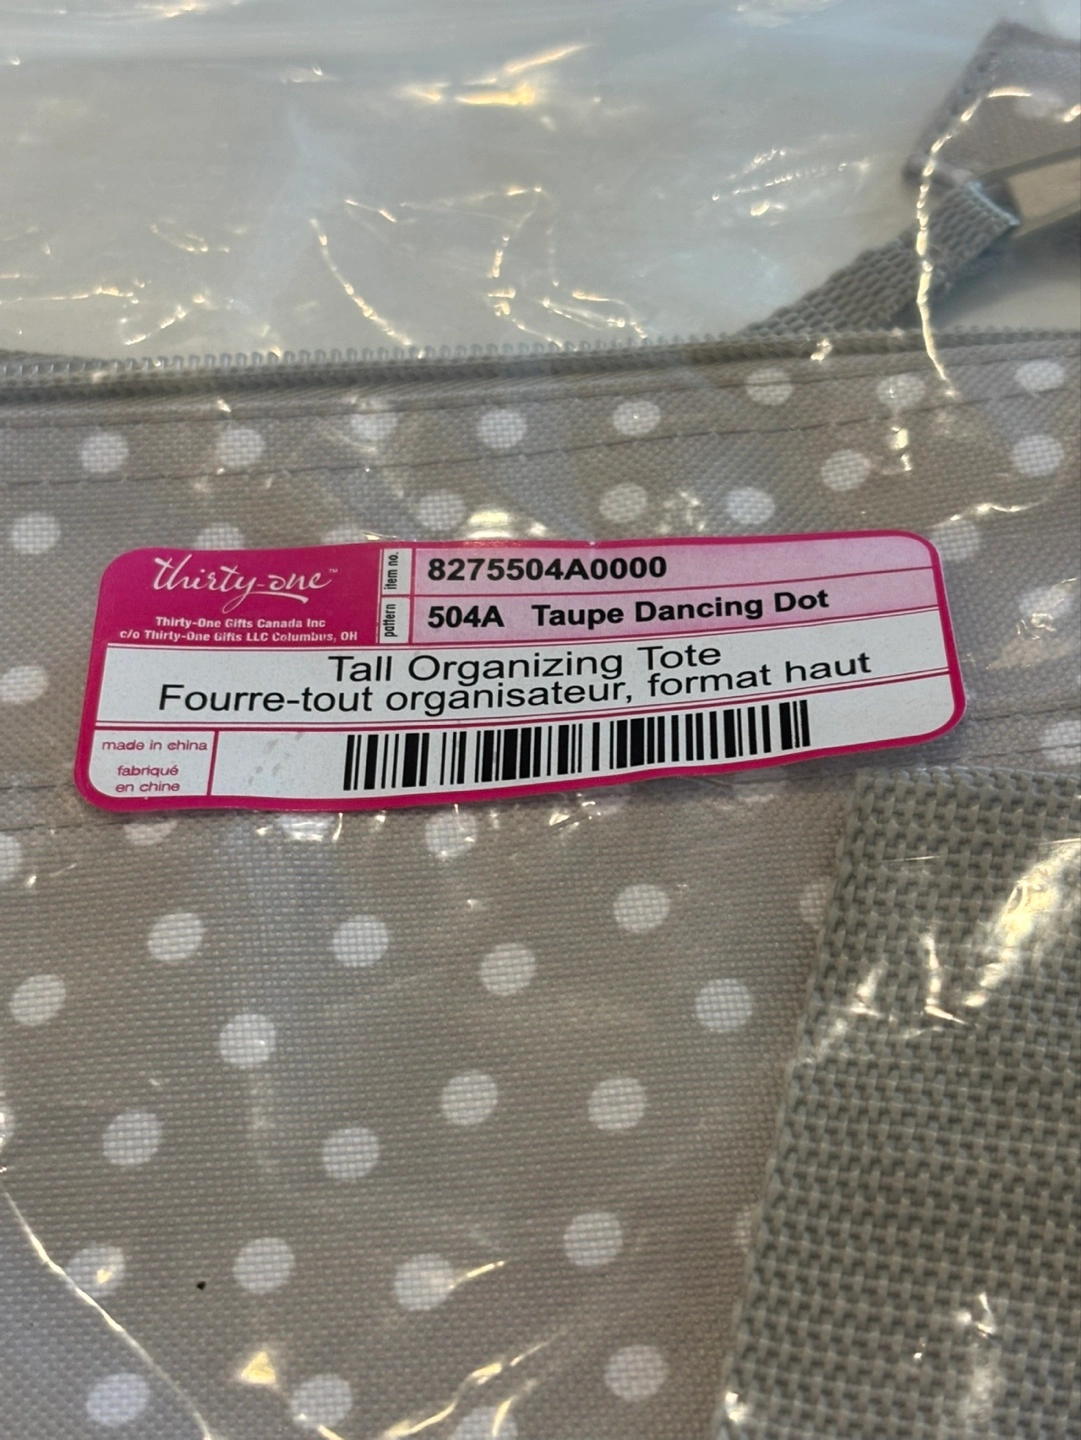 thirty-one™
Thirty-One Gifts Canada Inc
c/o Thirty-One Gifts LLC Columbus, OH
item no.
8275504A0000
pattern
504A Taupe Dancing Dot
Tall Organizing Tote
Fourre-tout organisateur, format haut
made in china
fabriqué
en chine